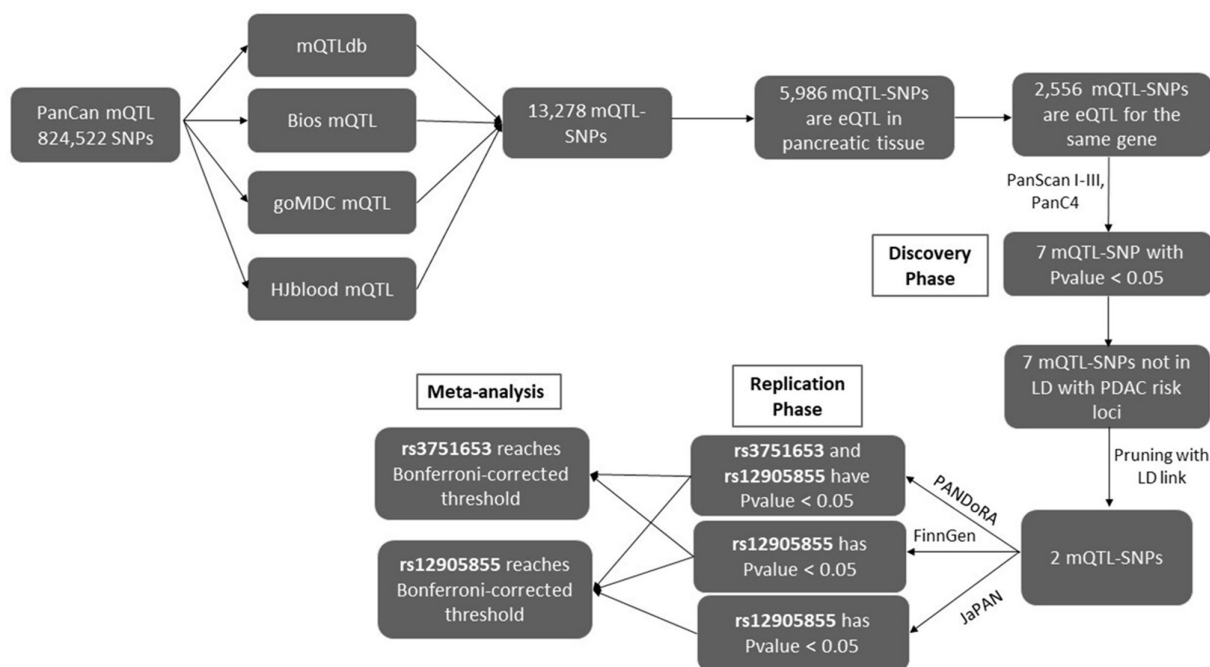 PanCan mQTL
824,522 SNPs
mQTLdb
Bios mQTL
goMDC mQTL
HJblood mQTL
13,278 mQTL-
SNPs
5,986 mQTL-SNPs
are eQTL in
pancreatic tissue
2,556 mQTL-SNPs
are eQTL for the
same gene
PanScan I-III,
PanC4
Discovery
Phase
7 mQTL-SNP with
Pvalue < 0.05
7 mQTL-SNPs not in
LD with PDAC risk
loci
Pruning with
LD link
2 mQTL-SNPs
PANDoRA
FinnGen
JaPAN
Replication
Phase
rs3751653 and
rs12905855 have
Pvalue < 0.05
rs12905855 has
Pvalue < 0.05
rs12905855 has
Pvalue < 0.05
Meta-analysis
rs3751653 reaches
Bonferroni-corrected
threshold
rs12905855 reaches
Bonferroni-corrected
threshold